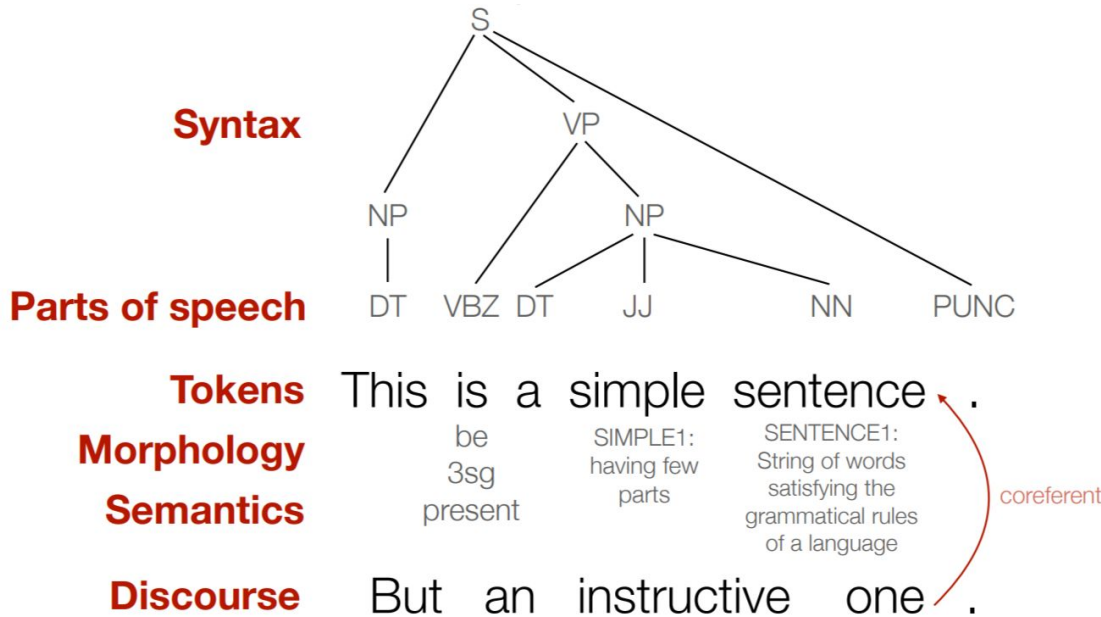 S
Syntax
VP
NP NP
Parts of speech DT VBZ DT JJ NN PUNC
Tokens This is a simple sentence .
Morphology be SIMPLE1: SENTENCE1:
3sg having few String of words
Semantics present parts satisfying the
grammatical rules
of a language
coreferent
Discourse But an instructive one .